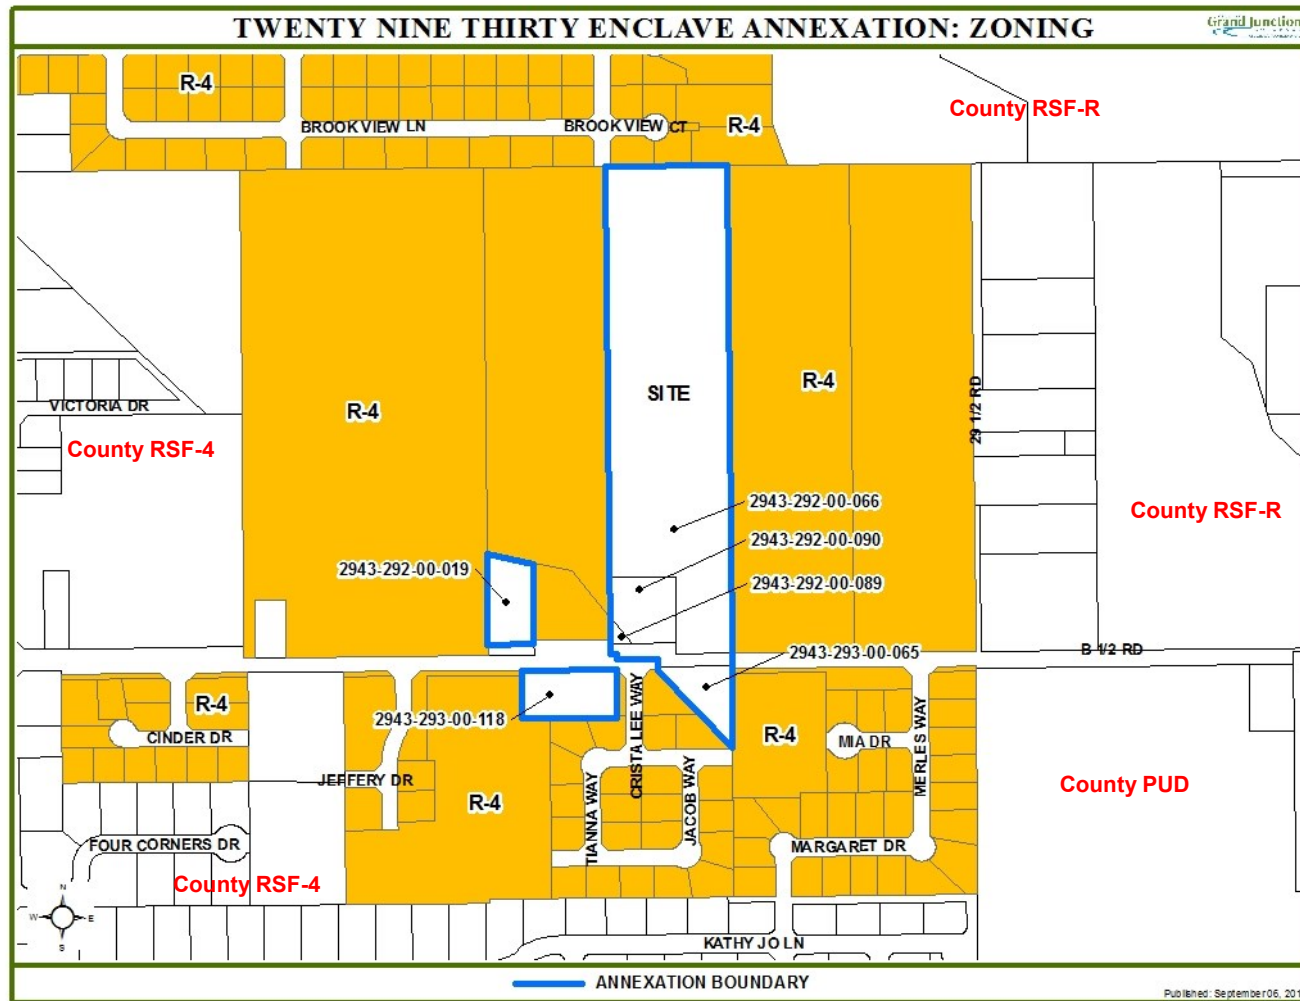 TWENTY NINE THIRTY ENCLAVE ANNEXATION: ZONING
Grand Junction
R-4
County RSF-R
BROOK VIEW LN
BROOK VIEW CT
R-4
SITE
R-4
R-4
29 1/2 RD
VICTORIA DR
County RSF-4
2943-292-00-066
County RSF-R
2943-292-00-090
2943-292-00-019
2943-292-00-089
2943-293-00-065
B 1/2 RD
R-4
2943-293-00-118
CRISTA LEE WAY
R-4
MERLES WAY
CINDER DR
MIA DR
JEFFERY DR
County PUD
R-4
TIANNA WAY
JACOB WAY
FOUR CORNERS DR
MARGARET DR
County RSF-4
N
W
E
S
KATHY JO LN
ANNEXATION BOUNDARY
Published: September 06, 201